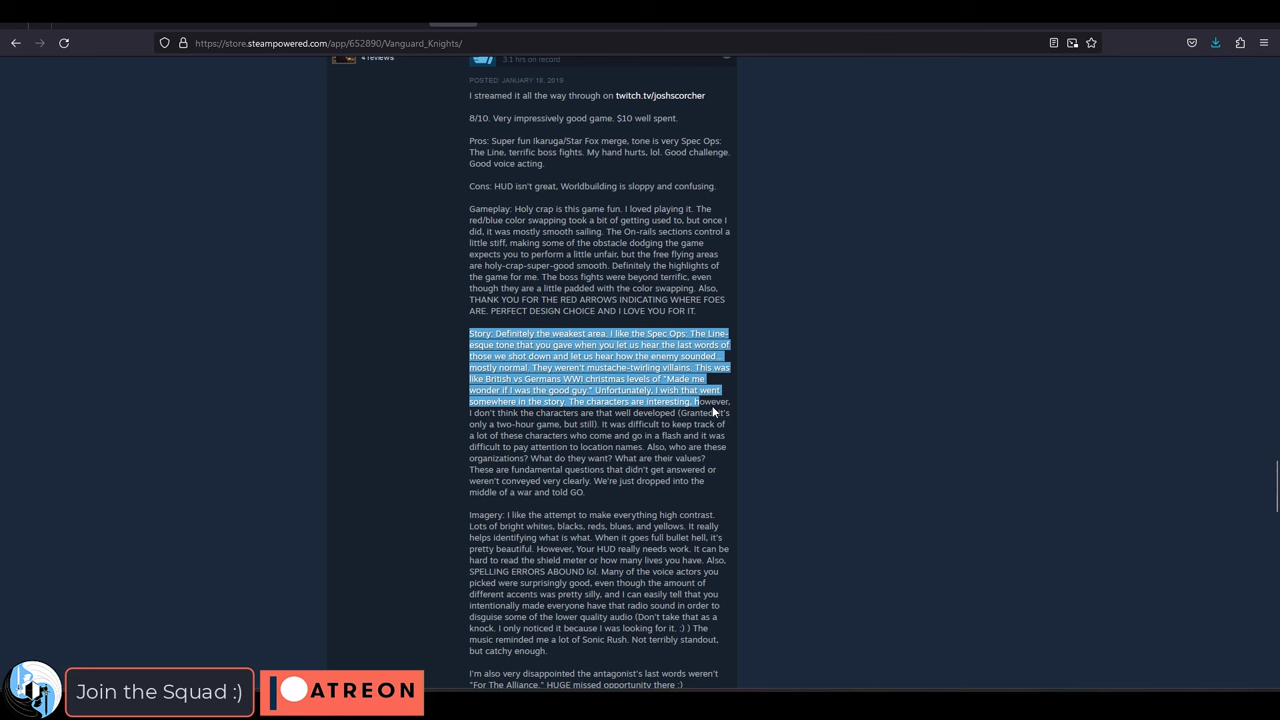 https://store.steampowered.com/app/652890/Vanguard_Knights/
4 reviews
3.1 hrs on record
POSTED: JANUARY 18, 2019
I streamed it all the way through on twitch.tv/joshscorcher
8/10. Very impressively good game. $10 well spent.
Pros: Super fun Ikaruga/Star Fox merge, tone is very Spec Ops:
The Line, terrific boss fights. My hand hurts, lol. Good challenge.
Good voice acting.
Cons: HUD isn't great, Worldbuilding is sloppy and confusing.
Gameplay: Holy crap is this game fun. I loved playing it. The
red/blue color swapping took a bit of getting used to, but once I
did, it was mostly smooth sailing. The On-rails sections control a
little stiff, making some of the obstacle dodging the game
expects you to perform a little unfair, but the free flying areas
are holy-crap-super-good smooth. Definitely the highlights of
the game for me. The boss fights were beyond terrific, even
though they are a little padded with the color swapping. Also,
THANK YOU FOR THE RED ARROWS INDICATING WHERE FOES
ARE. PERFECT DESIGN CHOICE AND I LOVE YOU FOR IT.
Story: Definitely the weakest area. I like the Spec Ops: The Line-
esque tone that you gave when you let us hear the last words of
those we shot down and let us hear how the enemy sounded...
mostly normal. They weren't mustache-twirling villains. This was
like British vs Germans WWI christmas levels of "Made me
wonder if I was the good guy." Unfortunately, I wish that went
somewhere in the story. The characters are interesting, however,
I don't think the characters are that well developed (Granted it's
only a two-hour game, but still). It was difficult to keep track of
a lot of these characters who come and go in a flash and it was
difficult to pay attention to location names. Also, who are these
organizations? What do they want? What are their values?
These are fundamental questions that didn't get answered or
weren't conveyed very clearly. We're just dropped into the
middle of a war and told GO.
Imagery: I like the attempt to make everything high contrast.
Lots of bright whites, blacks, reds, blues, and yellows. It really
helps identifying what is what. When it goes full bullet hell, it's
pretty beautiful. However, Your HUD really needs work. It can be
hard to read the shield meter or how many lives you have. Also,
SPELLING ERRORS ABOUND lol. Many of the voice actors you
picked were surprisingly good, even though the amount of
different accents was pretty silly, and I can easily tell that you
intentionally made everyone have that radio sound in order to
disguise some of the lower quality audio (Don't take that as a
knock. I only noticed it because I was looking for it. :) ) The
music reminded me a lot of Sonic Rush. Not terribly standout,
but catchy enough.
I'm also very disappointed the antagonist's last words weren't
"For The Alliance." HUGE missed opportunity there ;)
Join the Squad :)
PATREON